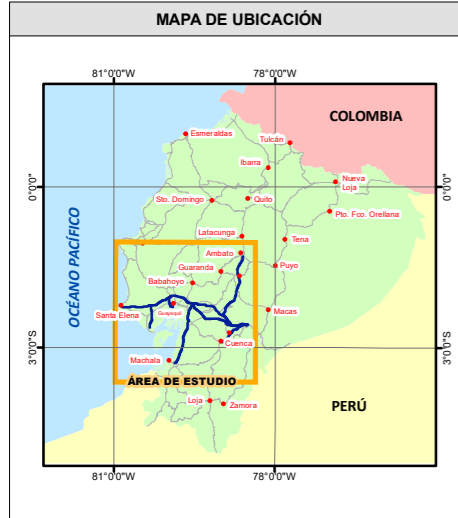 MAPA DE UBICACIÓN
81°0'0"W
78°0'0"W
COLOMBIA
Esmeraldas
Tulcán
Ibarra
Nueva
Loja
0°0'0"
0°0'0"
Sto. Domingo
Quito
Pto. Fco. Orellana
OCÉANO PACÍFICO
Latacunga
Tena
Ambato
Guaranda
Puyo
Babahoyo
Santa Elena
Guayaquil
Macas
Cuenca
3°0'0"S
3°0'0"S
Machala
ÁREA DE ESTUDIO
Loja
Zamora
PERÚ
81°0'0"W
78°0'0"W